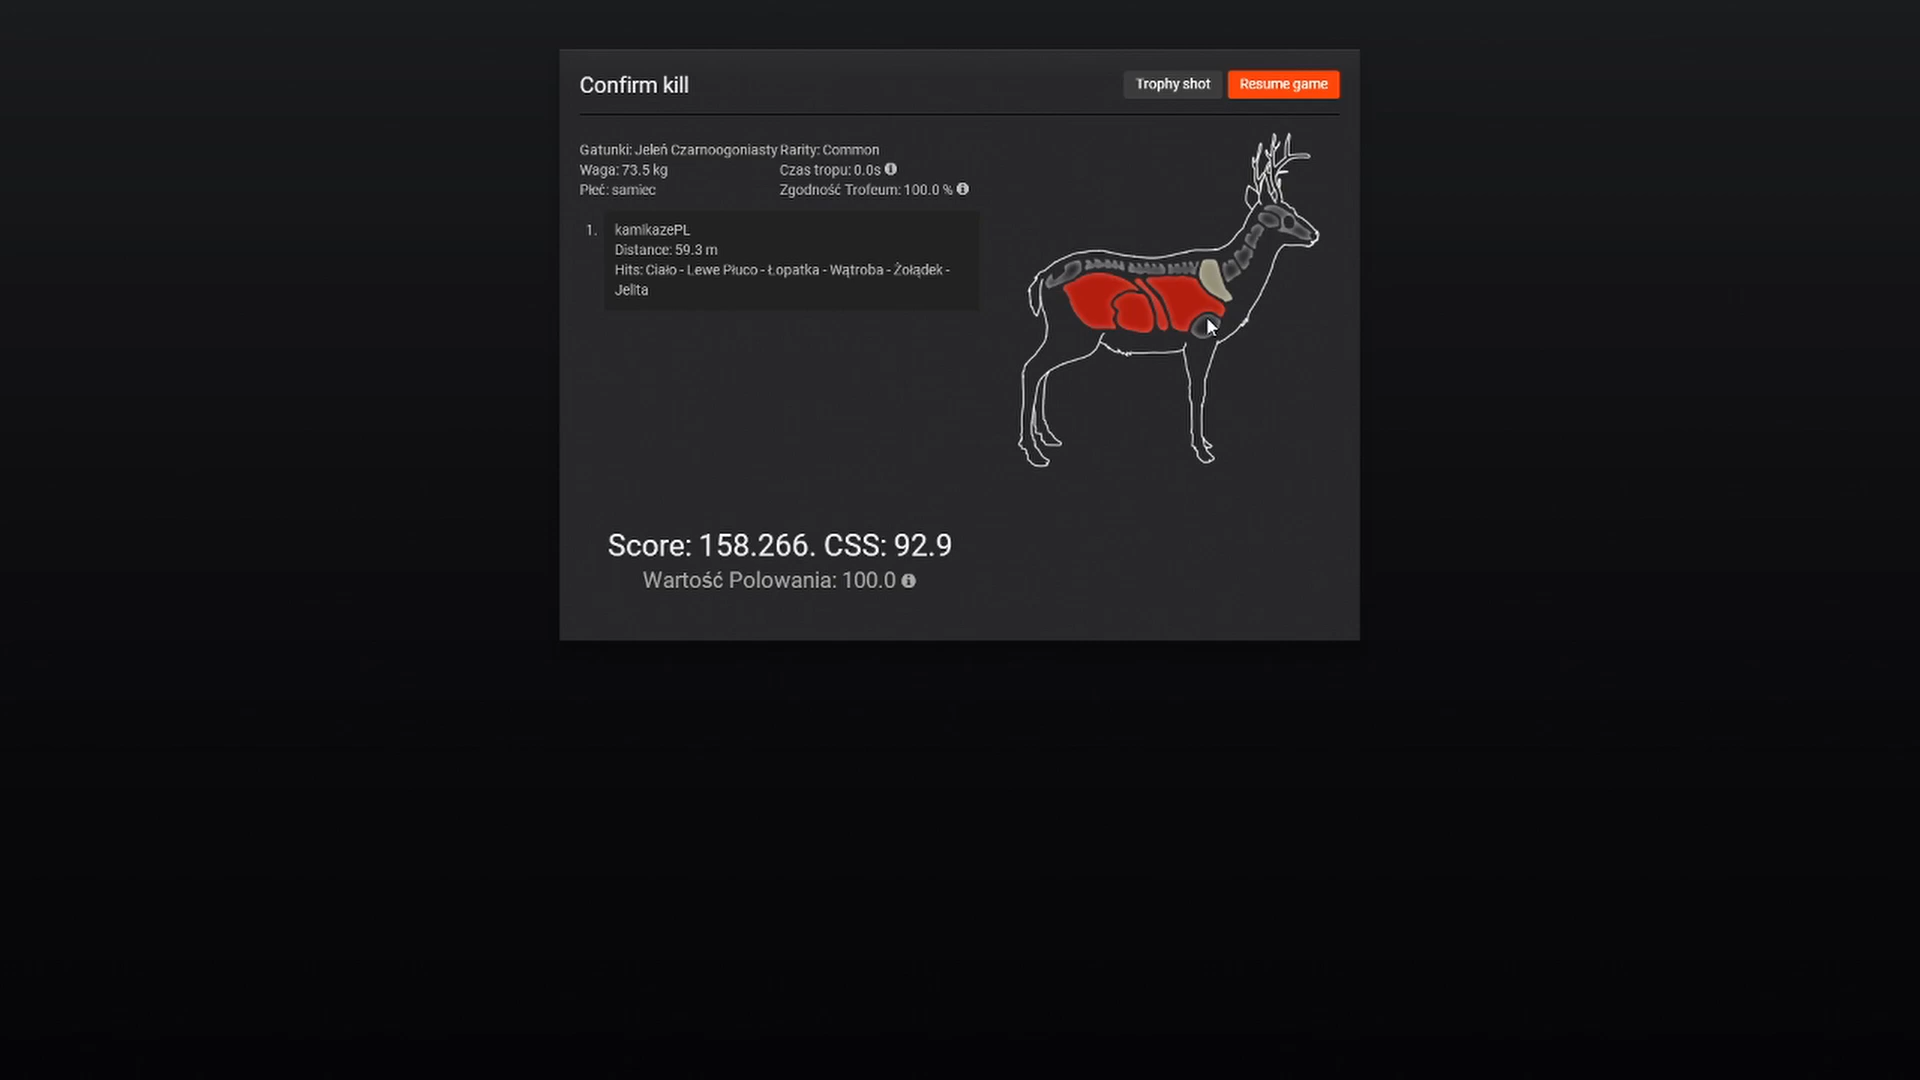 Confirm kill
Trophy shot
Resume game
Gatunki: Jeleń Czarnoogoniasty Rarity: Common
Waga: 73.5 kg
Czas tropu: 0.0s
Płeć: samiec
Zgodność Trofeum: 100.0 %
1. kamikazePL
Distance: 59.3 m
Hits: Ciało - Lewe Płuco - Łopatka - Wątroba - Żołądek -
Jelita
Score: 158.266. CSS: 92.9
Wartość Polowania: 100.0